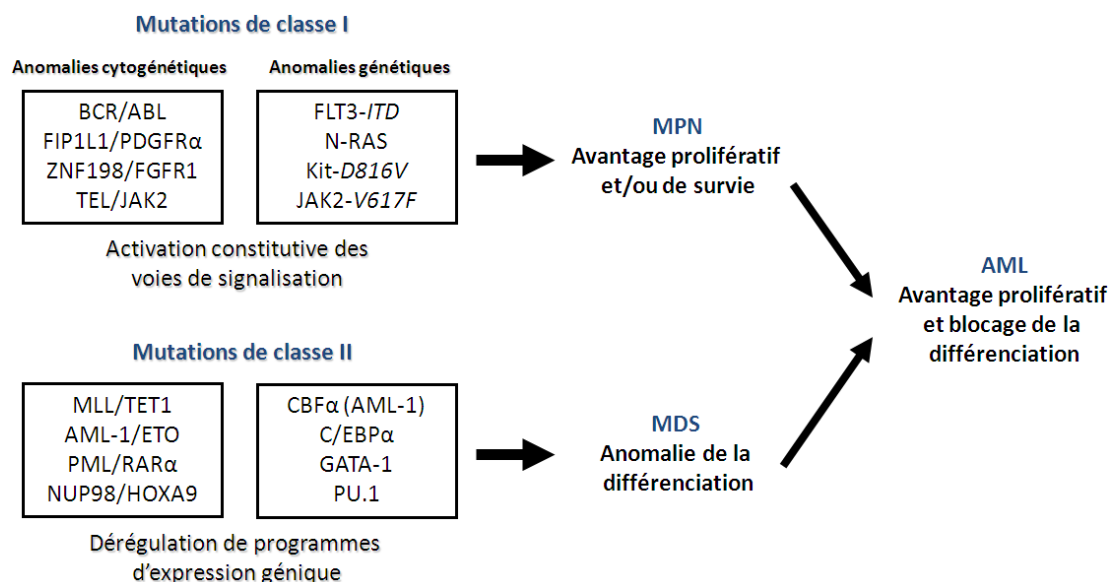 Mutations de classe I
Anomalies cytogénétiques
Anomalies génétiques
BCR/ABL
FIP1L1/PDGFRα
ZNF198/FGFR1
TEL/JAK2
FLT3-ITD
N-RAS
Kit-D816V
JAK2-V617F
Activation constitutive des
voies de signalisation
MPN
Avantage prolifératif
et/ou de survie
Mutations de classe II
MLL/TET1
AML-1/ETO
PML/RARα
NUP98/HOXA9
CBFα (AML-1)
C/EBPα
GATA-1
PU.1
Dérégulation de programmes
d’expression génique
MDS
Anomalie de la
différenciation
AML
Avantage prolifératif
et blocage de la
différenciation